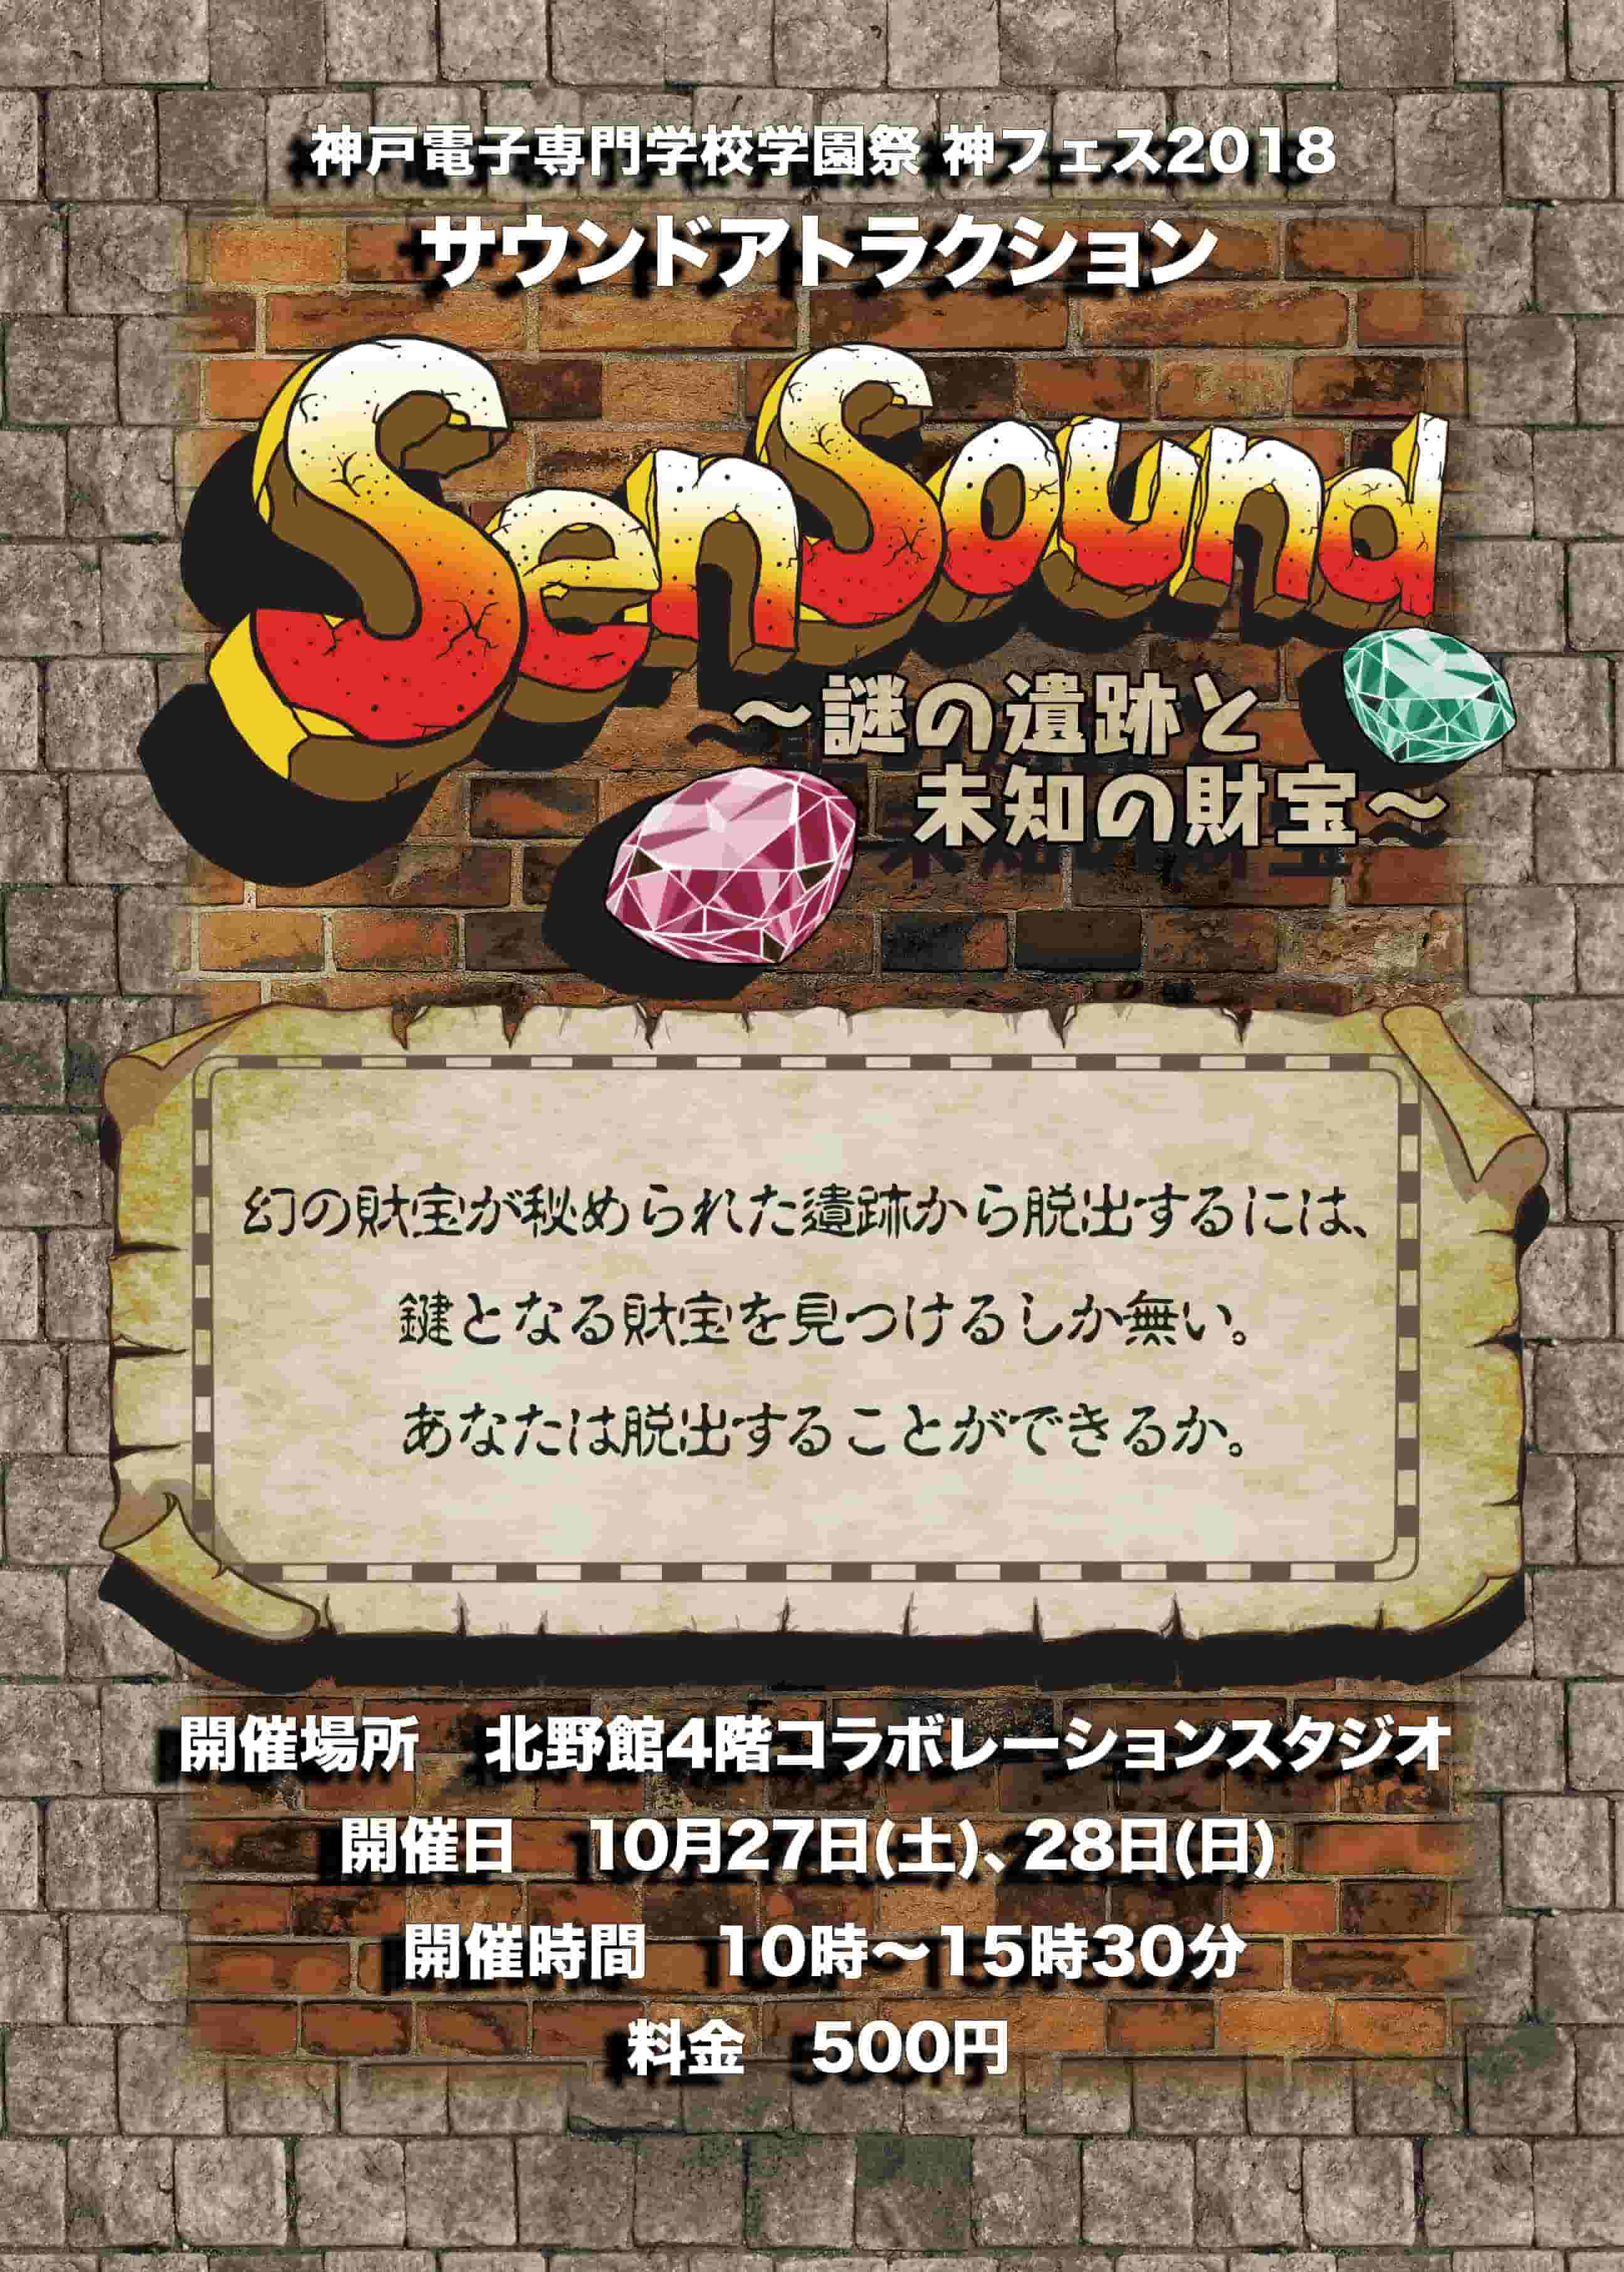 神戸電子専門学校学園祭 神フェス2018
サウンドアトラクション
SenSound
～謎の遺跡と
未知の財宝～
幻の財宝が秘められた遺跡から脱出するには、
鍵となる財宝を見つけるしか無い。
あなたは脱出することができるか。
開催場所　北野館4階コラボレーションスタジオ
開催日　10月27日(土)、28日(日)
開催時間　10時～15時30分
料金　500円